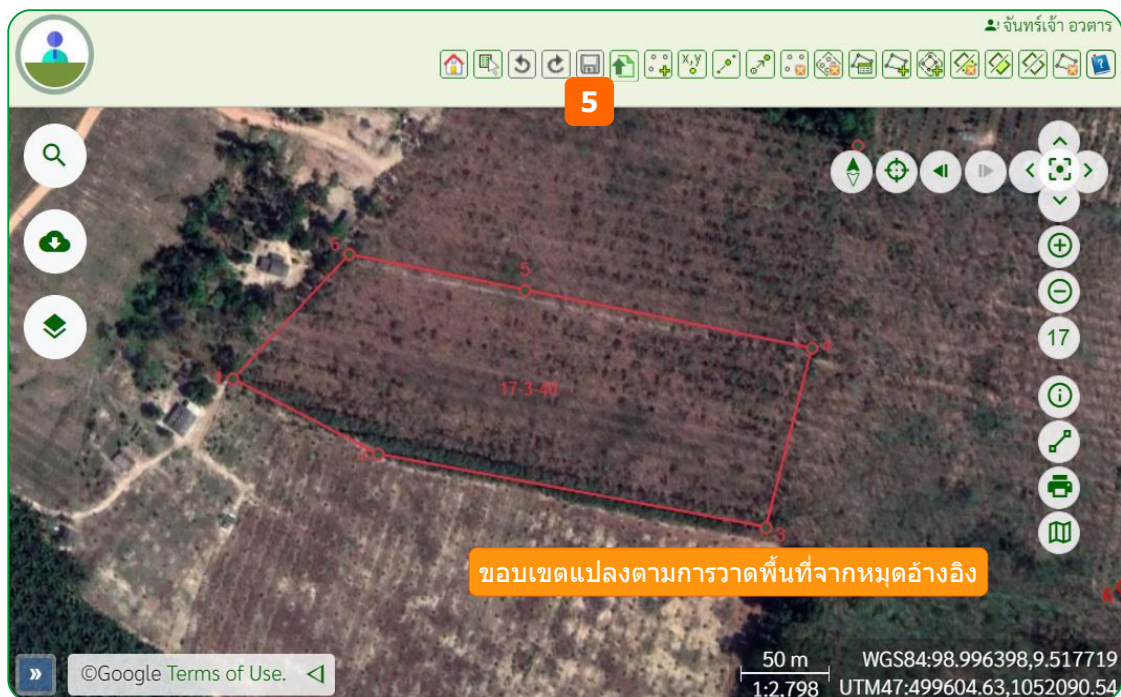 จันทร์เจ้า อวตาร
x,y
5
6
5
4
17
1
17-3-40
2
3
ขอบเขตแปลงตามการวาดพื้นที่จากหมุดอ้างอิง
»
©Google Terms of Use.
50 m
1:2,798
WGS84:98.996398,9.517719
UTM47:499604.63,1052090.54